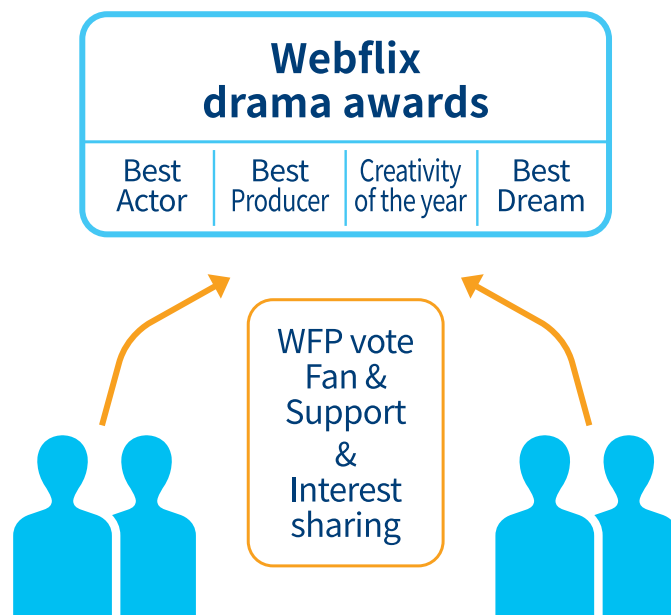 Webflix
drama awards
Best
Actor
Best
Producer
Creativity
of the year
Best
Dream
WFP vote
Fan &
Support
&
Interest
sharing